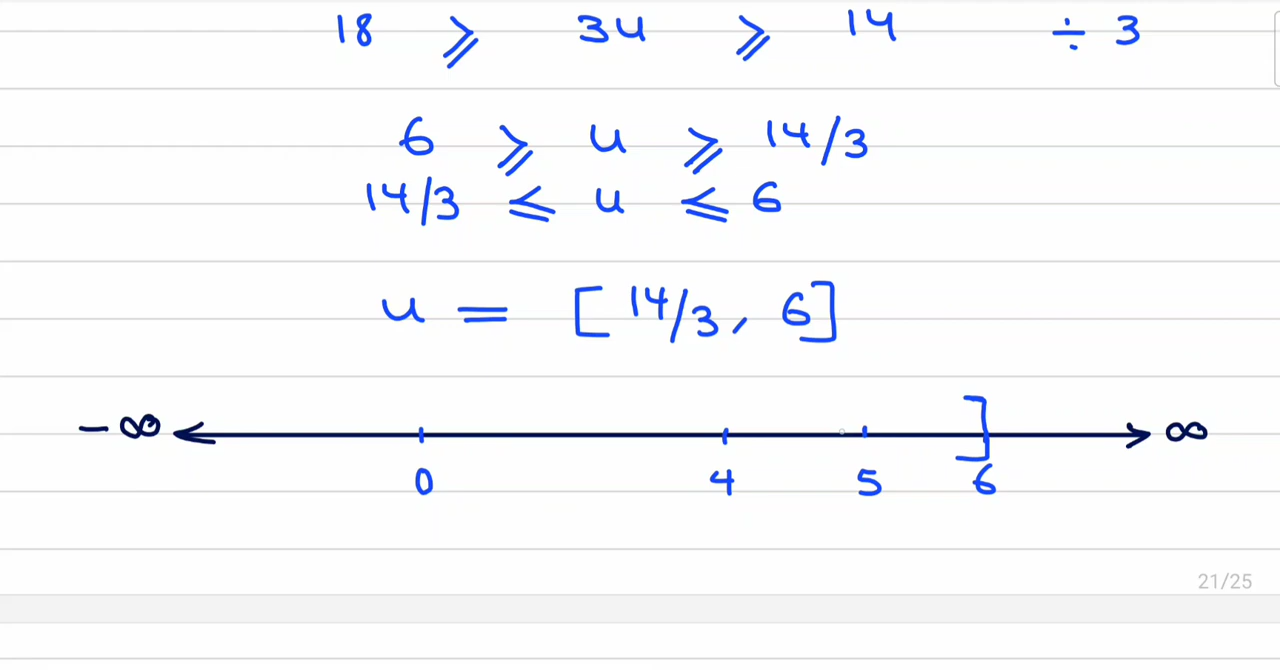 18 ⩾ 3u ⩾ 14 ÷ 3
6 ⩾ u ⩾ 14/3
14/3 ⩽ u ⩽ 6
u = [14/3, 6]
-∞ ∞
0 4 5 6
21/25